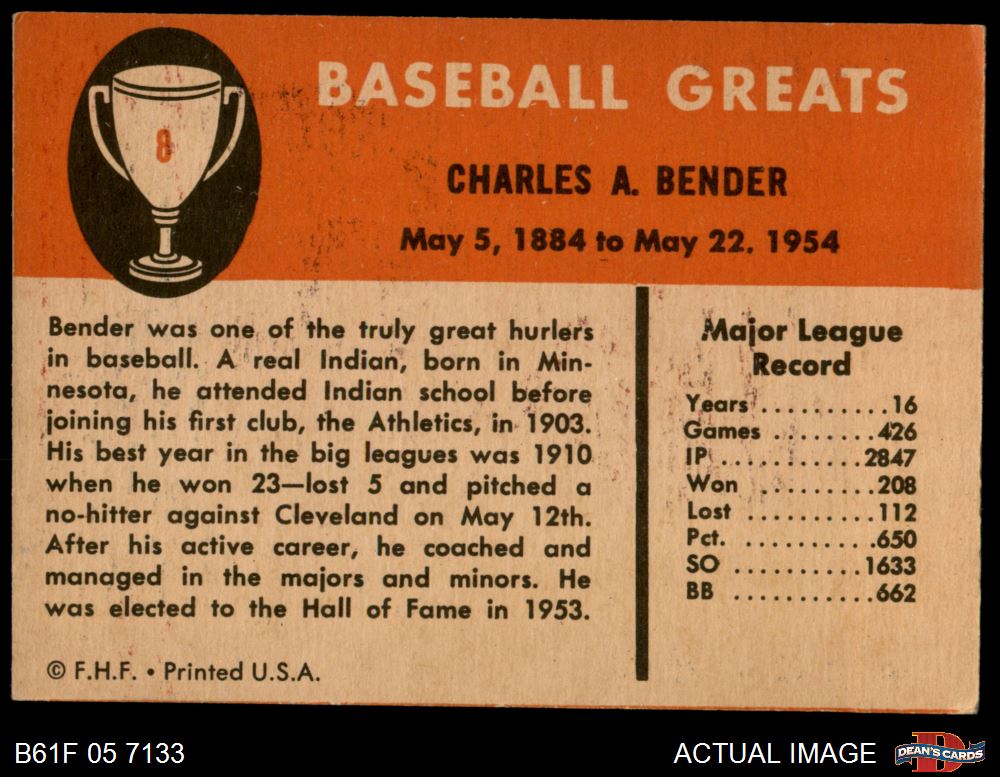 8
BASEBALL GREATS
CHARLES A. BENDER
May 5, 1884 to May 22, 1954
Bender was one of the truly great hurlers
in baseball. A real Indian, born in Min-
nesota, he attended Indian school before
joining his first club, the Athletics, in 1903.
His best year in the big leagues was 1910
when he won 23—lost 5 and pitched a
no-hitter against Cleveland on May 12th.
After his active career, he coached and
managed in the majors and minors. He
was elected to the Hall of Fame in 1953.
© F.H.F. • Printed U.S.A.
Major League
Record
Years ..........16
Games ........426
IP ...........2847
Won .........208
Lost ..........112
Pct. ..........650
SO ..........1633
BB ...........662
B61F 05 7133
ACTUAL IMAGE
D
DEAN'S CARDS